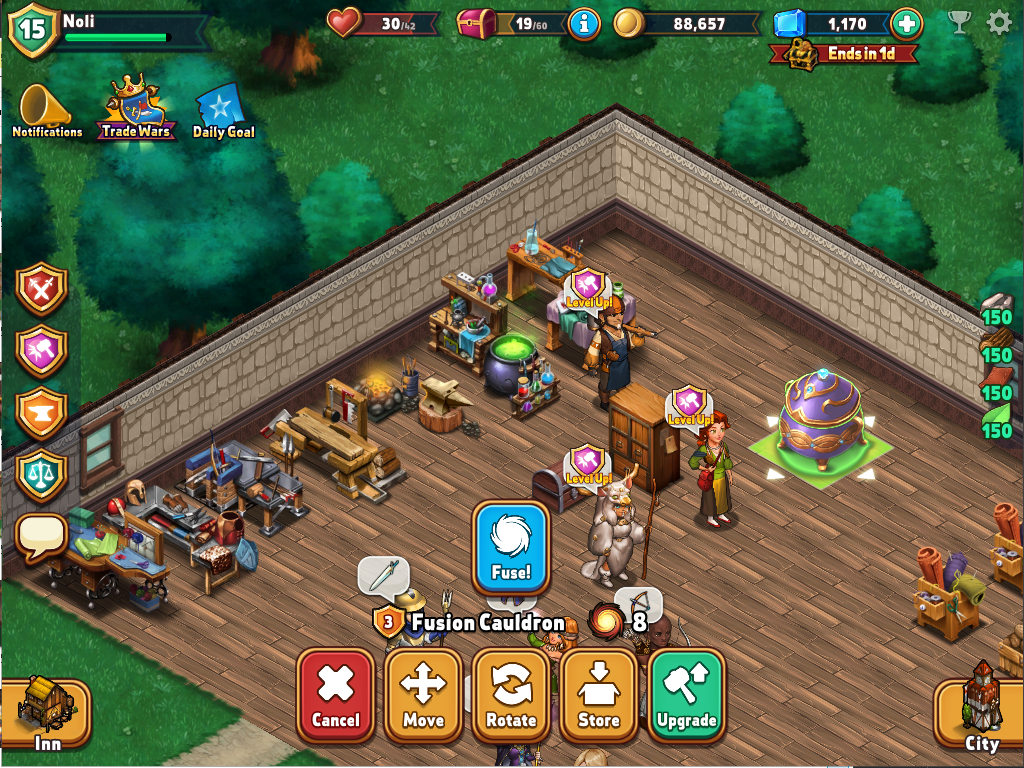 15
Noli
30/42
19/60
88,657
1,170
Ends in 1d
Notifications
Trade Wars
Daily Goal
Level Up!
150
150
Level Up!
150
150
Level Up!
Fuse!
3
Fusion Cauldron
8
Cancel
Move
Rotate
Store
Upgrade
Inn
City